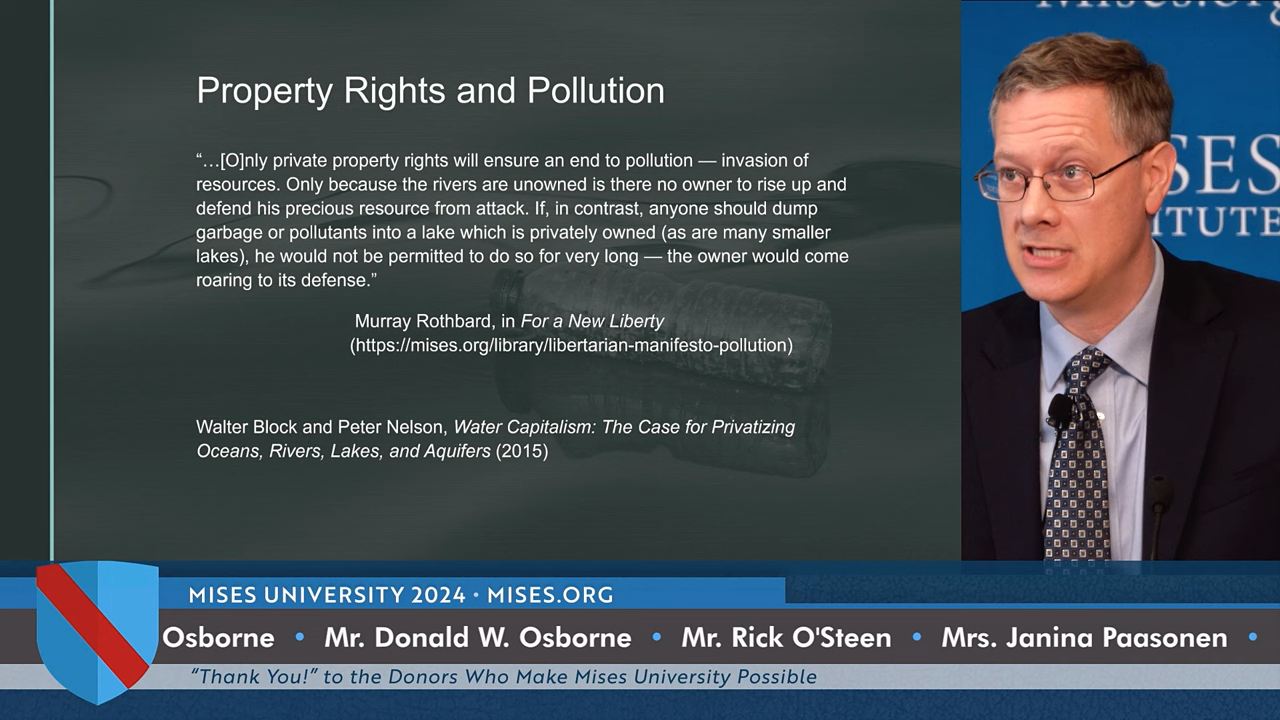 Property Rights and Pollution
“…[O]nly private property rights will ensure an end to pollution — invasion of
resources. Only because the rivers are unowned is there no owner to rise up and
defend his precious resource from attack. If, in contrast, anyone should dump
garbage or pollutants into a lake which is privately owned (as are many smaller
lakes), he would not be permitted to do so for very long — the owner would come
roaring to its defense.”
Murray Rothbard, in For a New Liberty
(https://mises.org/library/libertarian-manifesto-pollution)
Walter Block and Peter Nelson, Water Capitalism: The Case for Privatizing
Oceans, Rivers, Lakes, and Aquifers (2015)
Mises.org
SES
ITUTE
MISES UNIVERSITY 2024 • MISES.ORG
Osborne • Mr. Donald W. Osborne • Mr. Rick O'Steen • Mrs. Janina Paasonen •
“Thank You!” to the Donors Who Make Mises University Possible